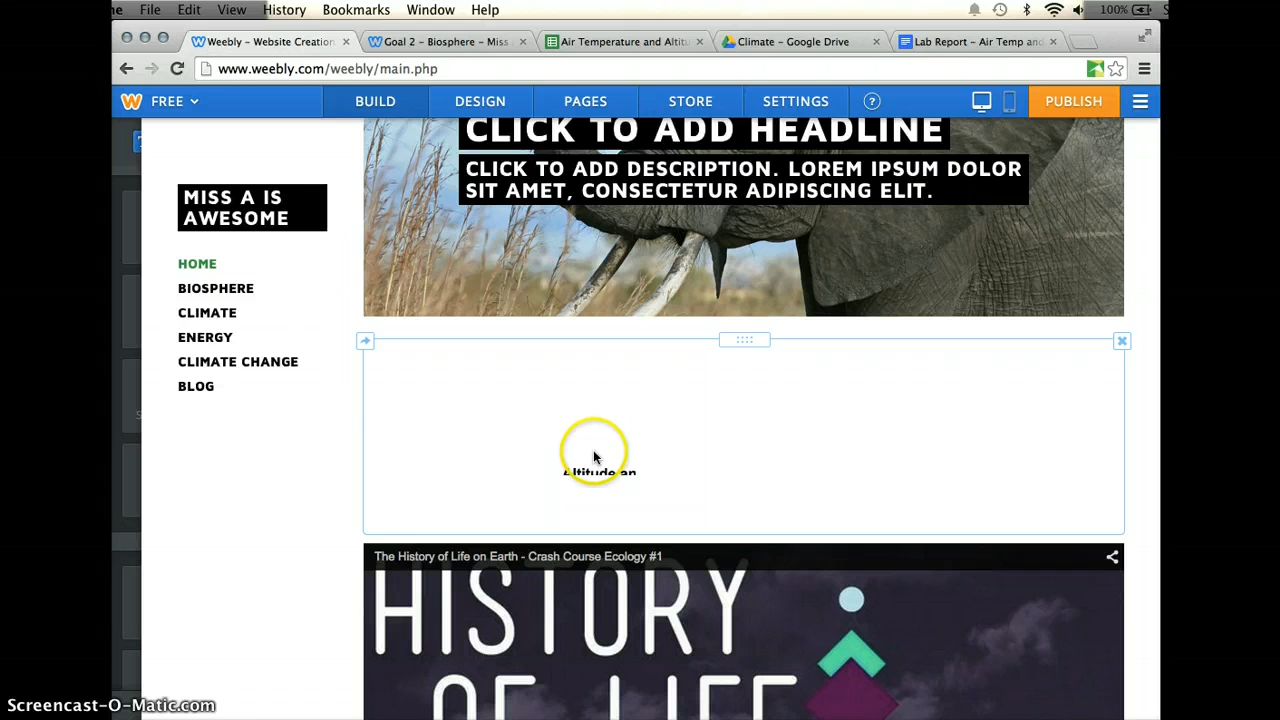 File Edit View History Bookmarks Window Help
100%
Weebly - Website Creation
Goal 2 - Biosphere - Miss
Air Temperature and Altitu
Climate - Google Drive
Lab Report - Air Temp and
www.weebly.com/weebly/main.php
FREE
BUILD
DESIGN
PAGES
STORE
SETTINGS
?
PUBLISH
CLICK TO ADD HEADLINE
CLICK TO ADD DESCRIPTION. LOREM IPSUM DOLOR
SIT AMET, CONSECTETUR ADIPISCING ELIT.
MISS A IS
AWESOME
HOME
BIOSPHERE
CLIMATE
ENERGY
CLIMATE CHANGE
BLOG
Altitude an
The History of Life on Earth - Crash Course Ecology #1
HISTORY
OF LIFE
Screencast-O-Matic.com